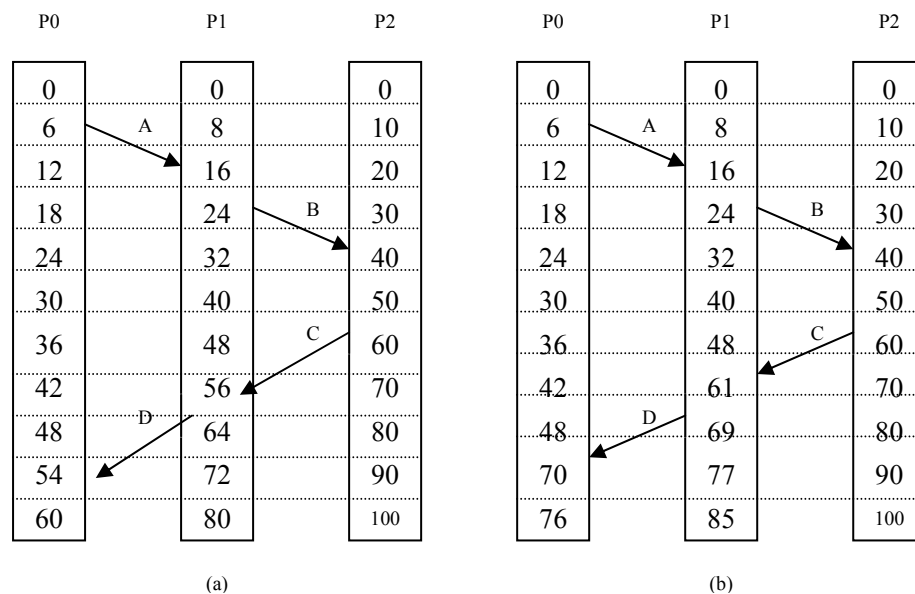 P0 P1 P2 P0 P1 P2
0 0 0 0 0 0
6 A 8 10 6 A 8 10
12 16 20 12 16 20
18 24 B 30 18 24 B 30
24 32 40 24 32 40
30 40 50 30 40 50
36 48 C 60 36 48 C 60
42 56 70 42 61 70
48 D 64 80 48 D 69 80
54 72 90 70 77 90
60 80 100 76 85 100
(a) (b)